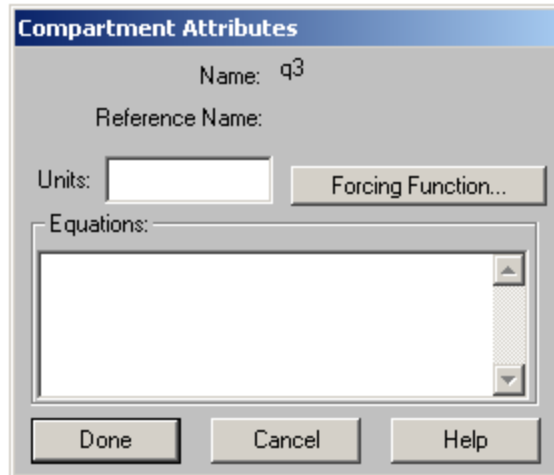 Compartment Attributes
Name: q3
Reference Name:
Units: Forcing Function...
Equations:
Done Cancel Help